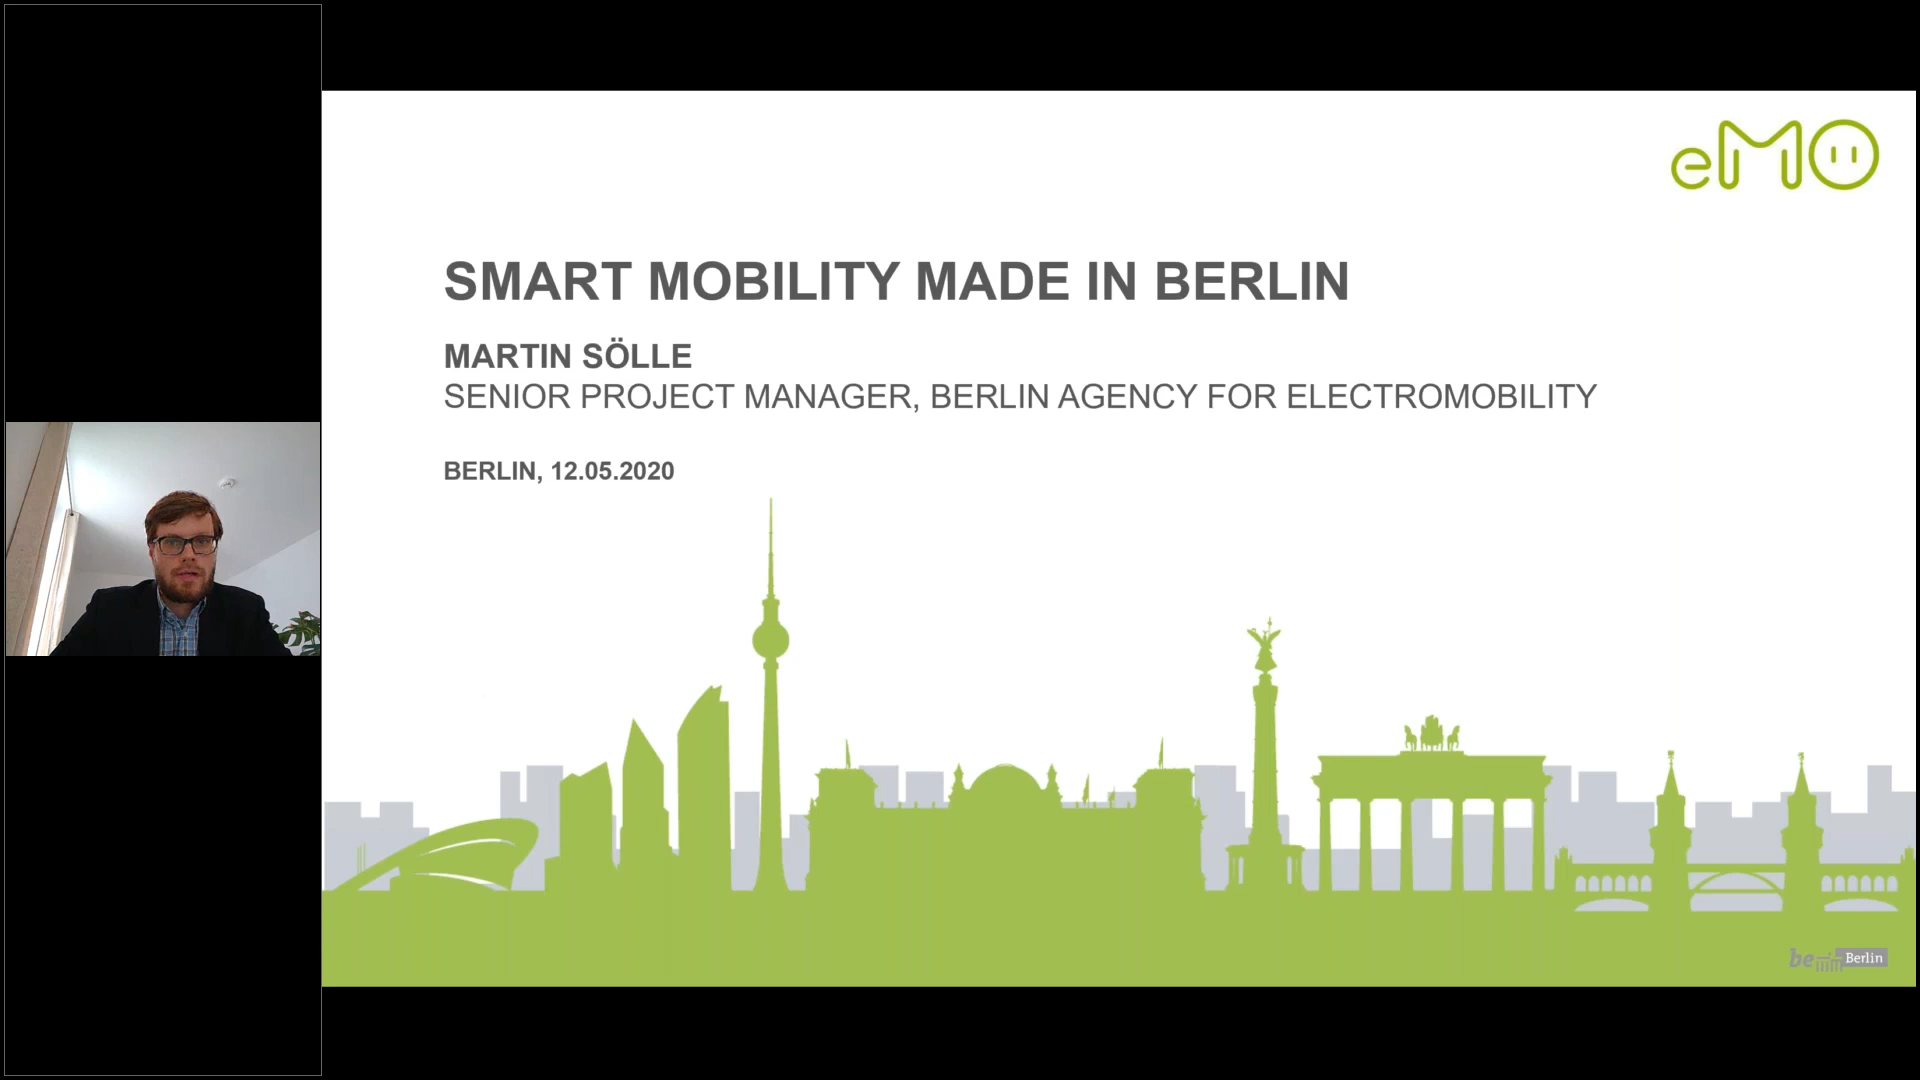 eMO
SMART MOBILITY MADE IN BERLIN
MARTIN SÖLLE
SENIOR PROJECT MANAGER, BERLIN AGENCY FOR ELECTROMOBILITY
BERLIN, 12.05.2020
be Berlin